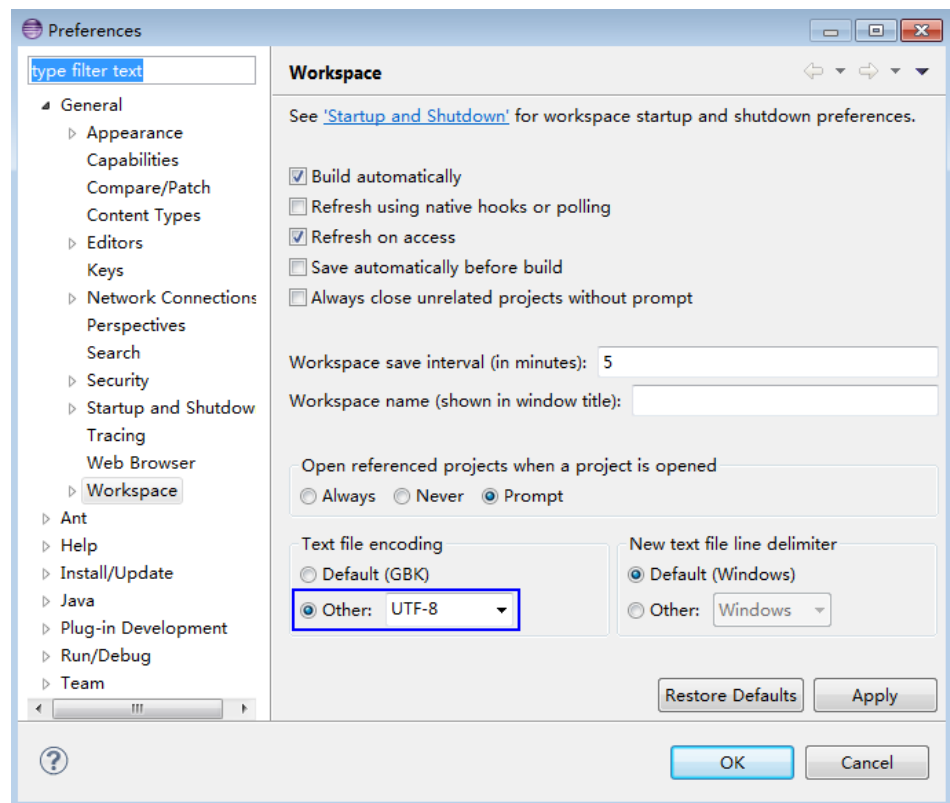 Preferences
type filter text
General
Appearance
Capabilities
Compare/Patch
Content Types
Editors
Keys
Network Connections
Perspectives
Search
Security
Startup and Shutdow
Tracing
Web Browser
Workspace
Ant
Help
Install/Update
Java
Plug-in Development
Run/Debug
Team
Workspace
See 'Startup and Shutdown' for workspace startup and shutdown preferences.
Build automatically
Refresh using native hooks or polling
Refresh on access
Save automatically before build
Always close unrelated projects without prompt
Workspace save interval (in minutes): 5
Workspace name (shown in window title):
Open referenced projects when a project is opened
Always Never Prompt
Text file encoding
Default (GBK)
Other: UTF-8
New text file line delimiter
Default (Windows)
Other: Windows
Restore Defaults Apply
? OK Cancel